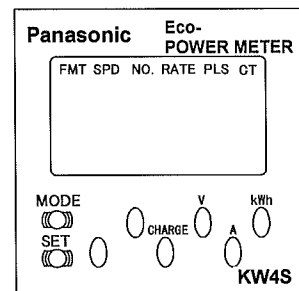 Panasonic
Eco-
POWER METER
FMT SPD NO. RATE PLS CT
MODE
V
kWh
SET
CHARGE
A
KW4S